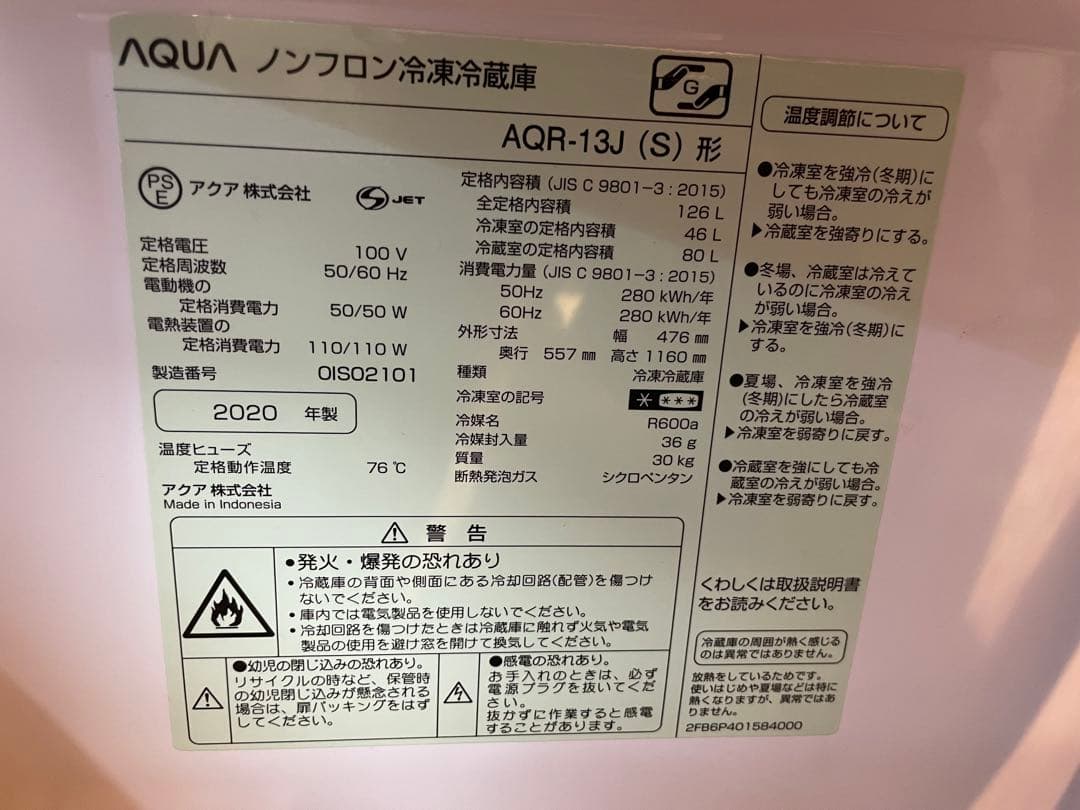 AQUA ノンフロン冷凍冷蔵庫
G
AQR-13J (S) 形
PS
E
アクア 株式会社
S JET
定格電圧 100 V
定格周波数 50/60 Hz
電動機の
定格消費電力 50/50 W
電熱装置の
定格消費電力 110/110 W
製造番号 0IS02101
2020 年製
温度ヒューズ
定格動作温度 76 ℃
アクア 株式会社
Made in Indonesia
定格内容積 (JIS C 9801-3 : 2015)
全定格内容積 126 L
冷凍室の定格内容積 46 L
冷蔵室の定格内容積 80 L
消費電力量 (JIS C 9801-3 : 2015)
50Hz 280 kWh/年
60Hz 280 kWh/年
外形寸法 幅 476 ㎜
奥行 557 ㎜ 高さ 1160 ㎜
種類 冷凍冷蔵庫
冷凍室の記号 * ***
冷媒名 R600a
冷媒封入量 36 g
質量 30 kg
断熱発泡ガス シクロペンタン
⚠ 警 告
●発火・爆発の恐れあり
・冷蔵庫の背面や側面にある冷却回路(配管)を傷つけ
ないでください。
・庫内では電気製品を使用しないでください。
・冷却回路を傷つけたときは冷蔵庫に触れず火気や電気
製品の使用を避け窓を開けて換気してください。
●幼児の閉じ込みの恐れあり。
リサイクルの時など、保管時
の幼児閉じ込みが懸念される
場合は、扉パッキングをはず
してください。
●感電の恐れあり。
お手入れのときは、必ず
電源プラグを抜いてくだ
さい。
抜かずに作業すると感電
することがあります。
温度調節について
●冷凍室を強冷(冬期)に
しても冷凍室の冷えが
弱い場合。
▶冷蔵室を強寄りにする。
●冬場、冷蔵室は冷えて
いるのに冷凍室の冷え
が弱い場合。
▶冷凍室を強冷(冬期)に
する。
●夏場、冷凍室を強冷
(冬期)にしたら冷蔵室
の冷えが弱い場合。
▶冷凍室を弱寄りに戻す。
●冷蔵室を強にしても冷
蔵室の冷えが弱い場合。
▶冷凍室を弱寄りに戻す。
くわしくは取扱説明書
をお読みください。
冷蔵庫の周囲が熱く感じる
のは異常ではありません。
放熱をしているためです。
使いはじめや夏場などは特に
熱くなりますが、異常ではあ
りません。
2FB6P401584000